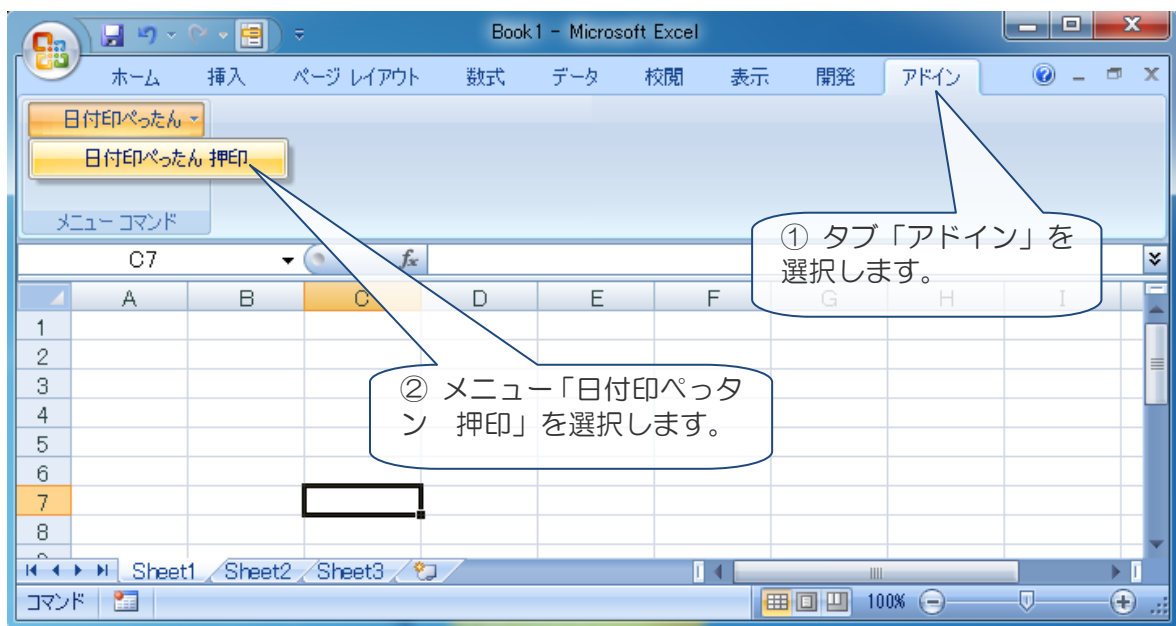 Book1 - Microsoft Excel
ホーム 挿入 ページ レイアウト 数式 データ 校閲 表示 開発 アドイン
日付印ぺったん
日付印ぺったん 押印
メニュー コマンド
① タブ「アドイン」を
選択します。
C7 fx
A B C D E F G H I
1
2
3
② メニュー「日付印ぺっタ
ン 押印」を選択します。
4
5
6
7
8
Sheet1 Sheet2 Sheet3
コマンド 100%